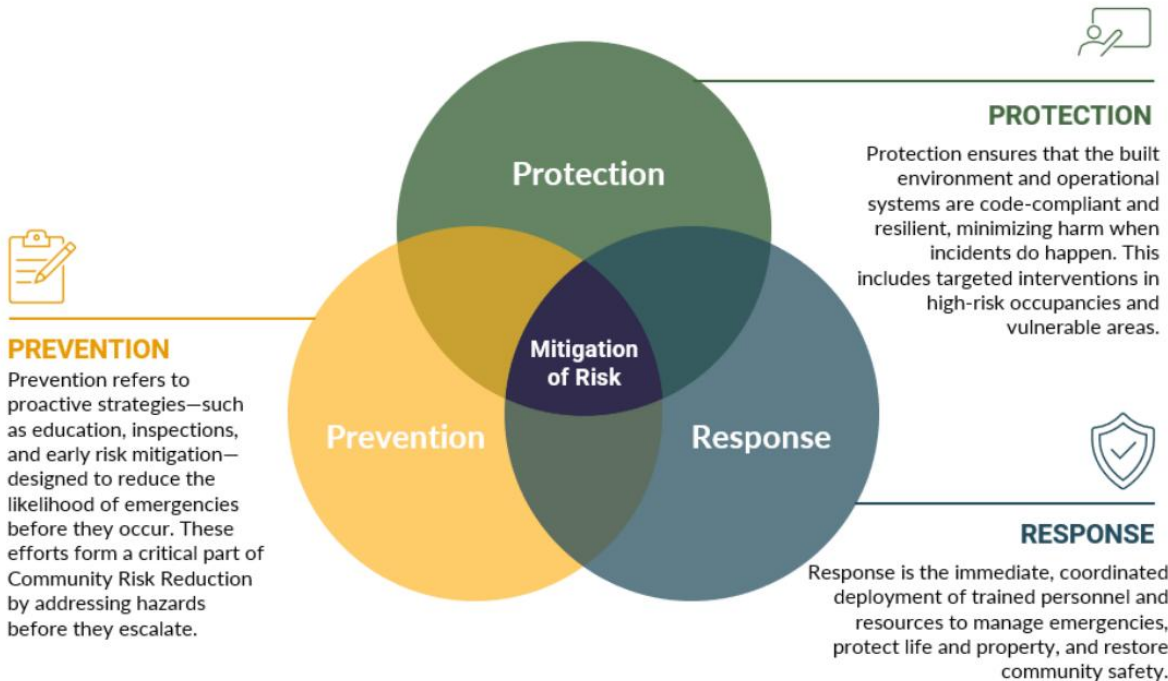 PROTECTION
Protection ensures that the built
environment and operational
systems are code-compliant and
resilient, minimizing harm when
incidents do happen. This
includes targeted interventions in
high-risk occupancies and
vulnerable areas.
Protection
Mitigation
of Risk
Prevention
Response
PREVENTION
Prevention refers to
proactive strategies—such
as education, inspections,
and early risk mitigation—
designed to reduce the
likelihood of emergencies
before they occur. These
efforts form a critical part of
Community Risk Reduction
by addressing hazards
before they escalate.
RESPONSE
Response is the immediate, coordinated
deployment of trained personnel and
resources to manage emergencies,
protect life and property, and restore
community safety.